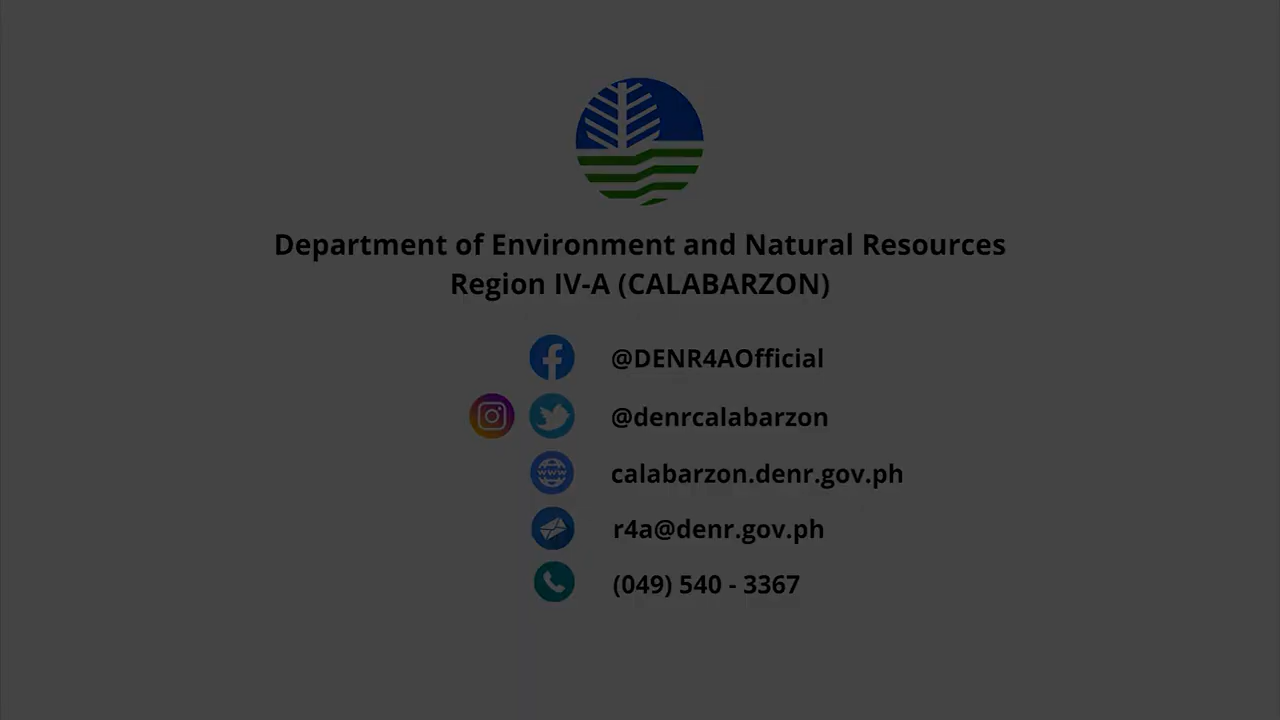 Department of Environment and Natural Resources
Region IV-A (CALABARZON)
@DENR4AOfficial
@denrcalabarzon
www
calabarzon.denr.gov.ph
r4a@denr.gov.ph
(049) 540 - 3367